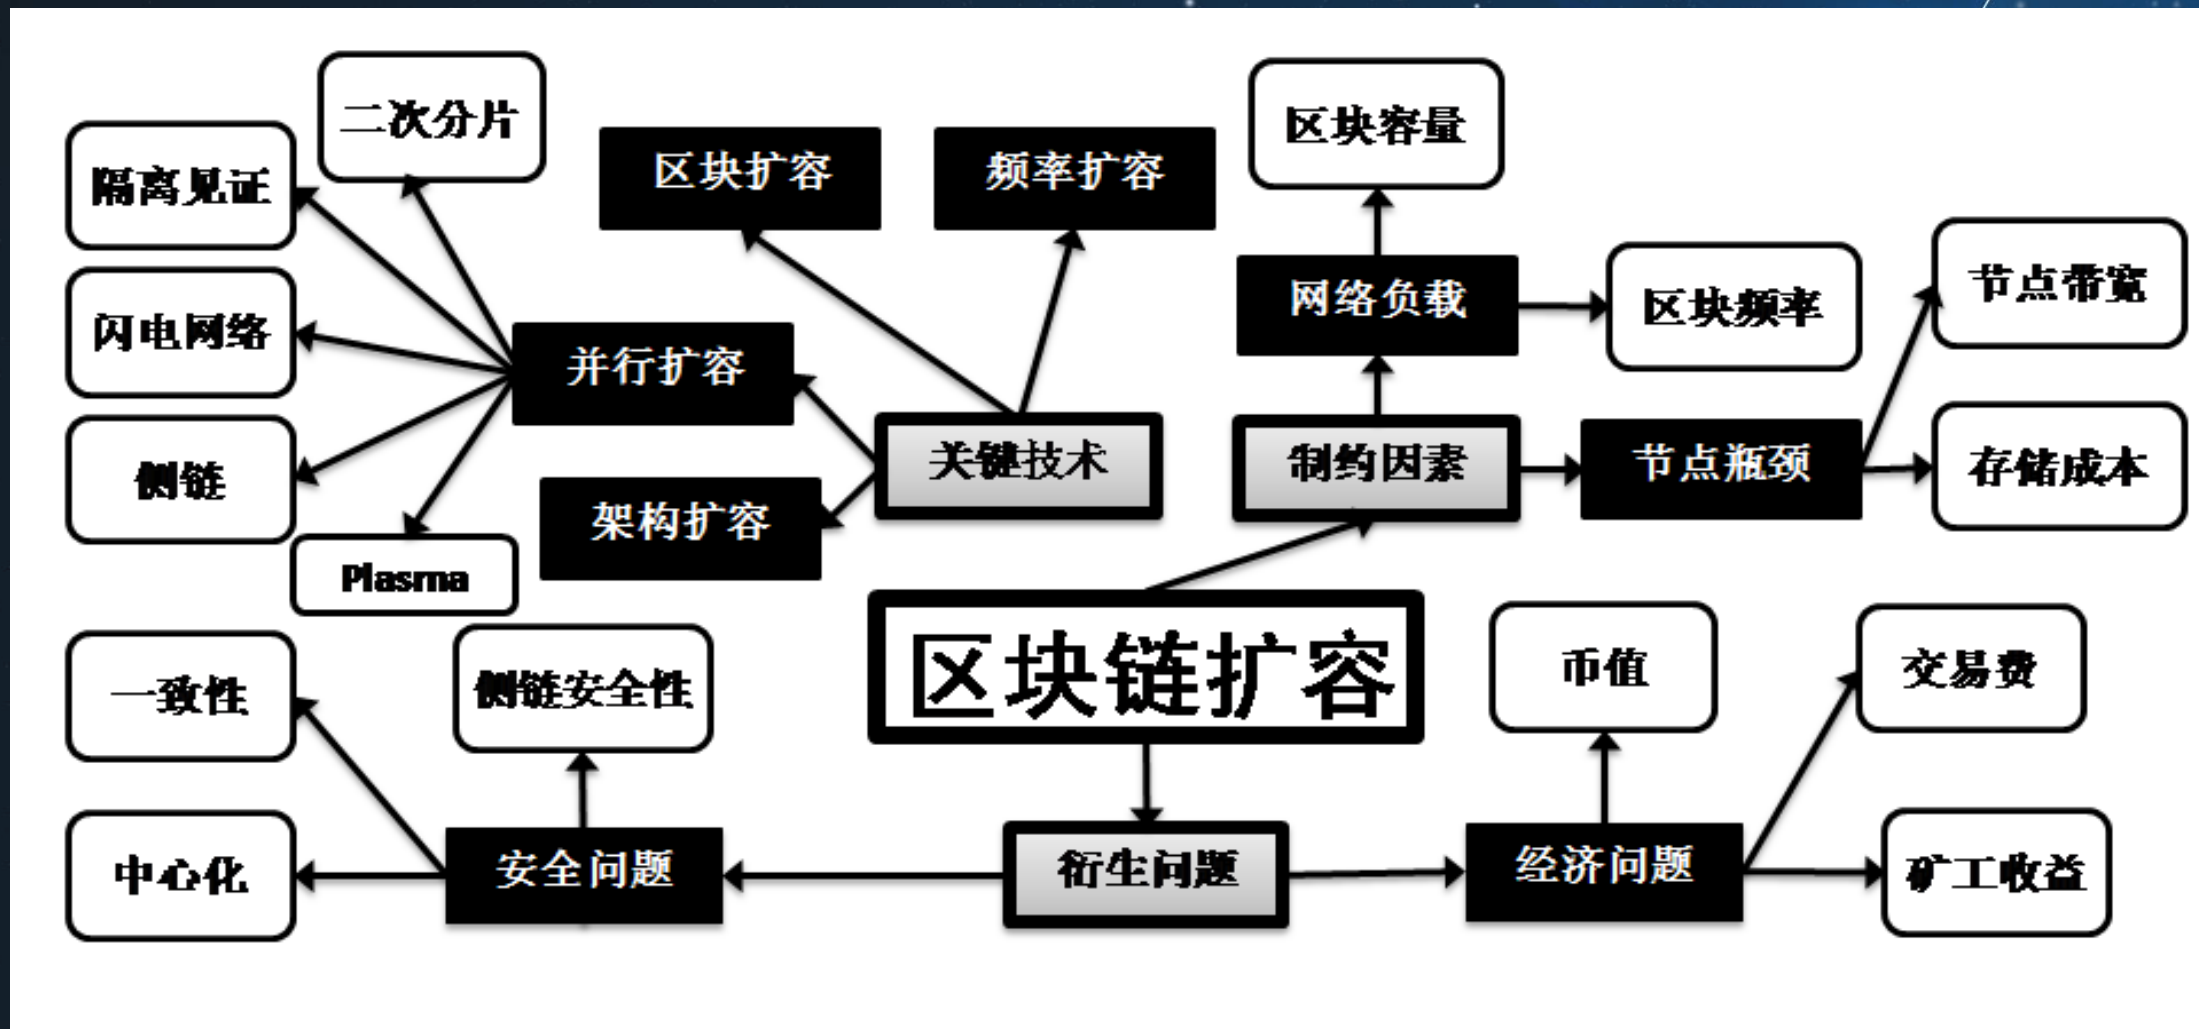 二次分片
区块容量
隔离见证
区块扩容
频率扩容
网络负载
区块频率
节点带宽
闪电网络
并行扩容
侧链
关键技术
制约因素
节点瓶颈
存储成本
架构扩容
Plasma
区块链扩容
一致性
侧链安全性
币值
交易费
中心化
安全问题
衍生问题
经济问题
矿工收益